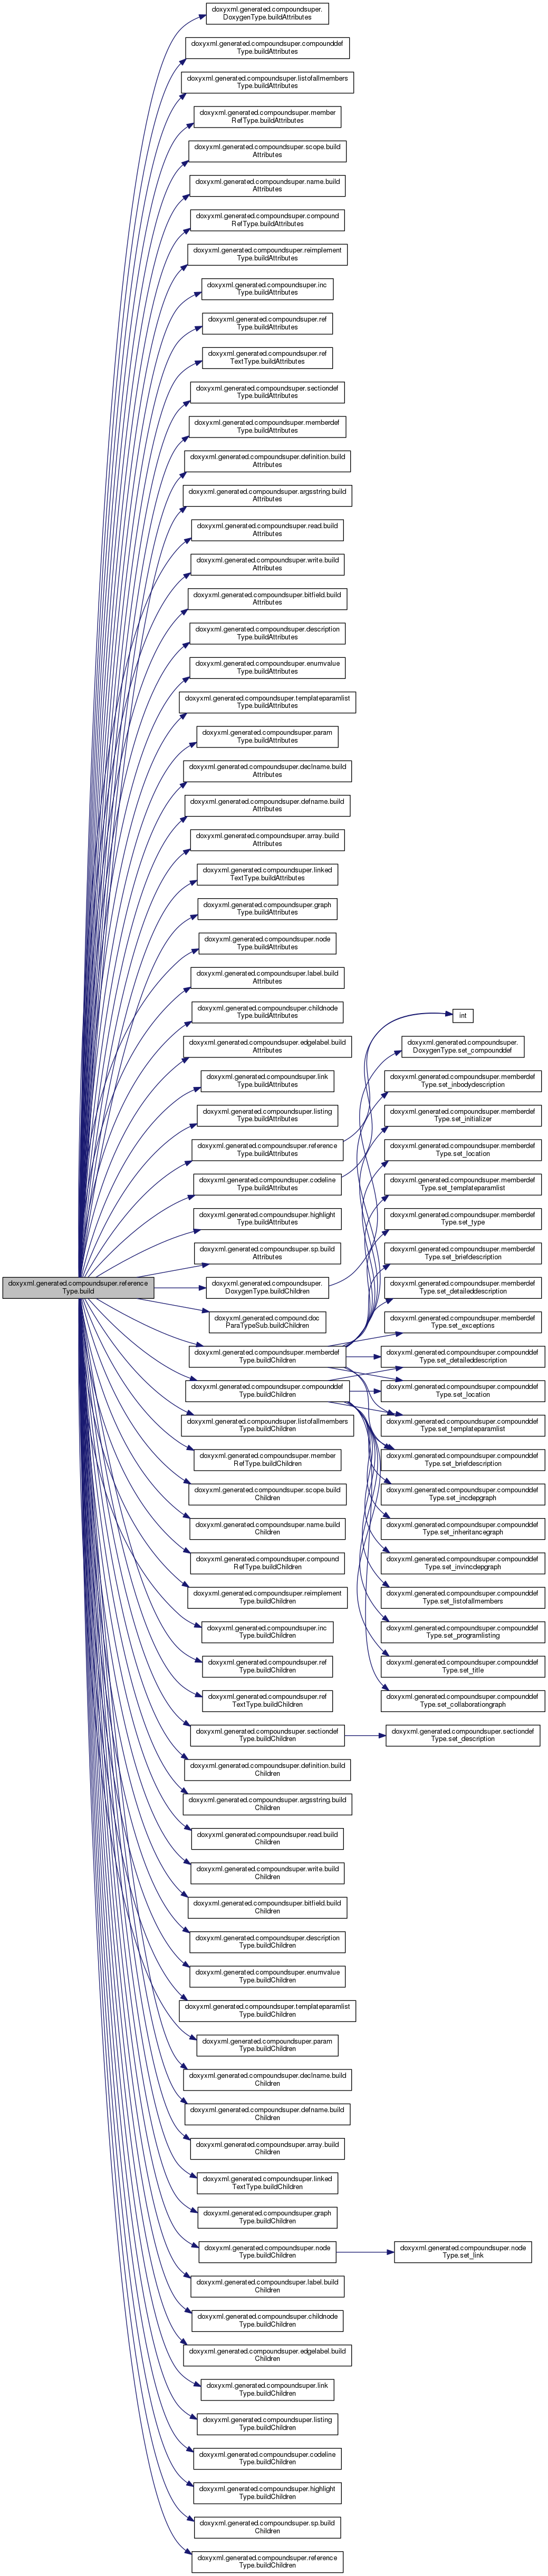 doxyxml.generated.compoundsuper.
DoxygenType.buildAttributes
doxyxml.generated.compoundsuper.compounddef
Type.buildAttributes
doxyxml.generated.compoundsuper.listofallmembers
Type.buildAttributes
doxyxml.generated.compoundsuper.member
RefType.buildAttributes
doxyxml.generated.compoundsuper.scope.build
Attributes
doxyxml.generated.compoundsuper.name.build
Attributes
doxyxml.generated.compoundsuper.compound
RefType.buildAttributes
doxyxml.generated.compoundsuper.reimplement
Type.buildAttributes
doxyxml.generated.compoundsuper.inc
Type.buildAttributes
doxyxml.generated.compoundsuper.ref
Type.buildAttributes
doxyxml.generated.compoundsuper.ref
TextType.buildAttributes
doxyxml.generated.compoundsuper.sectiondef
Type.buildAttributes
doxyxml.generated.compoundsuper.memberdef
Type.buildAttributes
doxyxml.generated.compoundsuper.definition.build
Attributes
doxyxml.generated.compoundsuper.argsstring.build
Attributes
doxyxml.generated.compoundsuper.read.build
Attributes
doxyxml.generated.compoundsuper.write.build
Attributes
doxyxml.generated.compoundsuper.bitfield.build
Attributes
doxyxml.generated.compoundsuper.description
Type.buildAttributes
doxyxml.generated.compoundsuper.enumvalue
Type.buildAttributes
doxyxml.generated.compoundsuper.templateparamlist
Type.buildAttributes
doxyxml.generated.compoundsuper.param
Type.buildAttributes
doxyxml.generated.compoundsuper.declname.build
Attributes
doxyxml.generated.compoundsuper.defname.build
Attributes
doxyxml.generated.compoundsuper.array.build
Attributes
doxyxml.generated.compoundsuper.linked
TextType.buildAttributes
doxyxml.generated.compoundsuper.graph
Type.buildAttributes
doxyxml.generated.compoundsuper.node
Type.buildAttributes
doxyxml.generated.compoundsuper.label.build
Attributes
doxyxml.generated.compoundsuper.childnode
Type.buildAttributes
doxyxml.generated.compoundsuper.edgelabel.build
Attributes
doxyxml.generated.compoundsuper.link
Type.buildAttributes
doxyxml.generated.compoundsuper.listing
Type.buildAttributes
doxyxml.generated.compoundsuper.reference
Type.buildAttributes
doxyxml.generated.compoundsuper.codeline
Type.buildAttributes
doxyxml.generated.compoundsuper.highlight
Type.buildAttributes
doxyxml.generated.compoundsuper.sp.build
Attributes
doxyxml.generated.compoundsuper.reference
Type.build
doxyxml.generated.compoundsuper.
DoxygenType.buildChildren
doxyxml.generated.compound.doc
ParaTypeSub.buildChildren
doxyxml.generated.compoundsuper.memberdef
Type.buildChildren
doxyxml.generated.compoundsuper.compounddef
Type.buildChildren
doxyxml.generated.compoundsuper.listofallmembers
Type.buildChildren
doxyxml.generated.compoundsuper.member
RefType.buildChildren
doxyxml.generated.compoundsuper.scope.build
Children
doxyxml.generated.compoundsuper.name.build
Children
doxyxml.generated.compoundsuper.compound
RefType.buildChildren
doxyxml.generated.compoundsuper.reimplement
Type.buildChildren
doxyxml.generated.compoundsuper.inc
Type.buildChildren
doxyxml.generated.compoundsuper.ref
Type.buildChildren
doxyxml.generated.compoundsuper.ref
TextType.buildChildren
doxyxml.generated.compoundsuper.sectiondef
Type.buildChildren
doxyxml.generated.compoundsuper.definition.build
Children
doxyxml.generated.compoundsuper.argsstring.build
Children
doxyxml.generated.compoundsuper.read.build
Children
doxyxml.generated.compoundsuper.write.build
Children
doxyxml.generated.compoundsuper.bitfield.build
Children
doxyxml.generated.compoundsuper.description
Type.buildChildren
doxyxml.generated.compoundsuper.enumvalue
Type.buildChildren
doxyxml.generated.compoundsuper.templateparamlist
Type.buildChildren
doxyxml.generated.compoundsuper.param
Type.buildChildren
doxyxml.generated.compoundsuper.declname.build
Children
doxyxml.generated.compoundsuper.defname.build
Children
doxyxml.generated.compoundsuper.array.build
Children
doxyxml.generated.compoundsuper.linked
TextType.buildChildren
doxyxml.generated.compoundsuper.graph
Type.buildChildren
doxyxml.generated.compoundsuper.node
Type.buildChildren
doxyxml.generated.compoundsuper.label.build
Children
doxyxml.generated.compoundsuper.childnode
Type.buildChildren
doxyxml.generated.compoundsuper.edgelabel.build
Children
doxyxml.generated.compoundsuper.link
Type.buildChildren
doxyxml.generated.compoundsuper.listing
Type.buildChildren
doxyxml.generated.compoundsuper.codeline
Type.buildChildren
doxyxml.generated.compoundsuper.highlight
Type.buildChildren
doxyxml.generated.compoundsuper.sp.build
Children
doxyxml.generated.compoundsuper.reference
Type.buildChildren
int
doxyxml.generated.compoundsuper.
DoxygenType.set_compounddef
doxyxml.generated.compoundsuper.memberdef
Type.set_inbodydescription
doxyxml.generated.compoundsuper.memberdef
Type.set_initializer
doxyxml.generated.compoundsuper.memberdef
Type.set_location
doxyxml.generated.compoundsuper.memberdef
Type.set_templateparamlist
doxyxml.generated.compoundsuper.memberdef
Type.set_type
doxyxml.generated.compoundsuper.memberdef
Type.set_briefdescription
doxyxml.generated.compoundsuper.memberdef
Type.set_detaileddescription
doxyxml.generated.compoundsuper.memberdef
Type.set_exceptions
doxyxml.generated.compoundsuper.compounddef
Type.set_detaileddescription
doxyxml.generated.compoundsuper.compounddef
Type.set_location
doxyxml.generated.compoundsuper.compounddef
Type.set_templateparamlist
doxyxml.generated.compoundsuper.compounddef
Type.set_briefdescription
doxyxml.generated.compoundsuper.compounddef
Type.set_incdepgraph
doxyxml.generated.compoundsuper.compounddef
Type.set_inheritancegraph
doxyxml.generated.compoundsuper.compounddef
Type.set_invincdepgraph
doxyxml.generated.compoundsuper.compounddef
Type.set_listofallmembers
doxyxml.generated.compoundsuper.compounddef
Type.set_programlisting
doxyxml.generated.compoundsuper.compounddef
Type.set_title
doxyxml.generated.compoundsuper.compounddef
Type.set_collaborationgraph
doxyxml.generated.compoundsuper.sectiondef
Type.set_description
doxyxml.generated.compoundsuper.node
Type.set_link